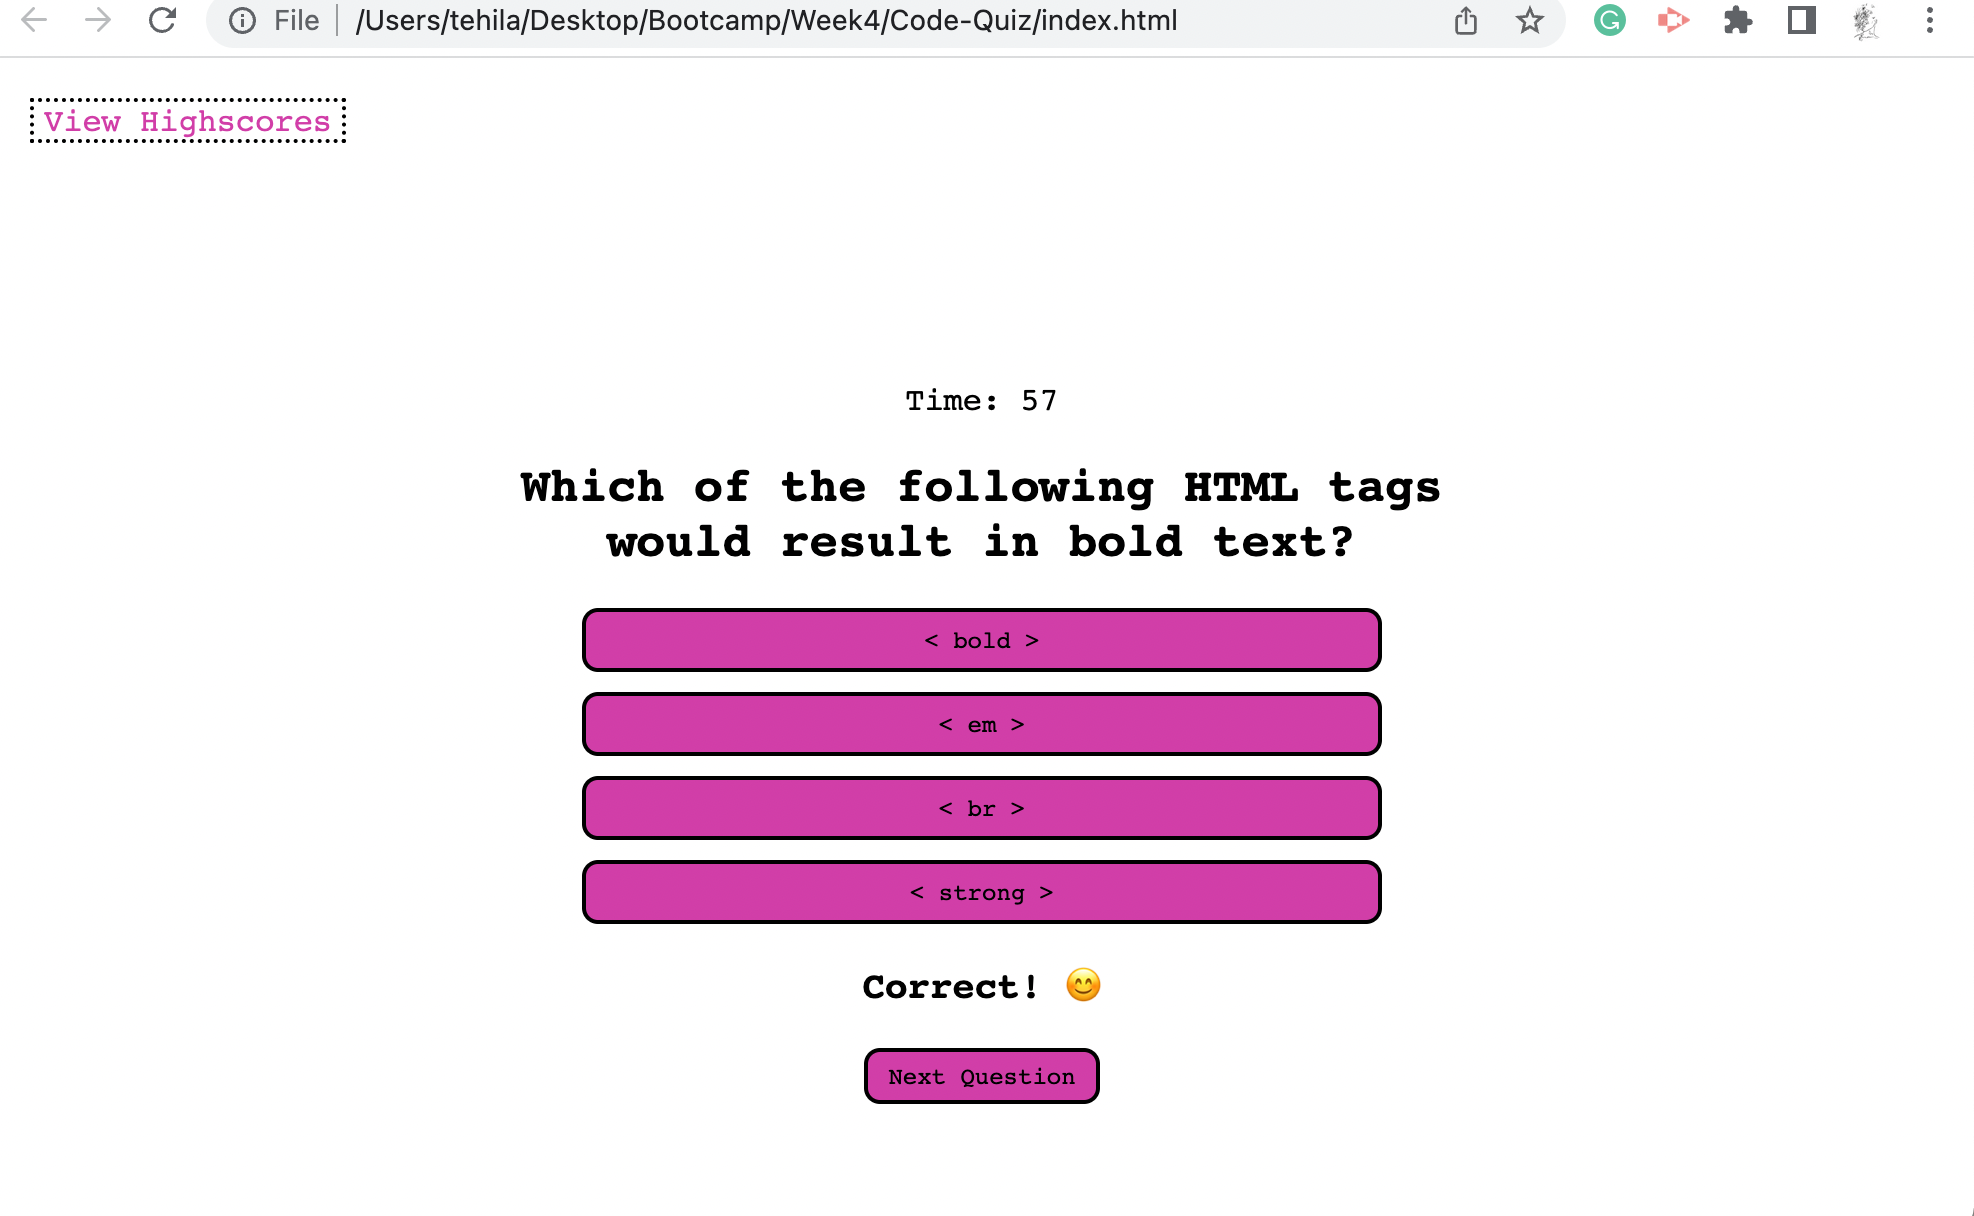 File /Users/tehila/Desktop/Bootcamp/Week4/Code-Quiz/index.html
View Highscores
Time: 57
Which of the following HTML tags
would result in bold text?
< bold >
< em >
< br >
< strong >
Correct! 😊
Next Question